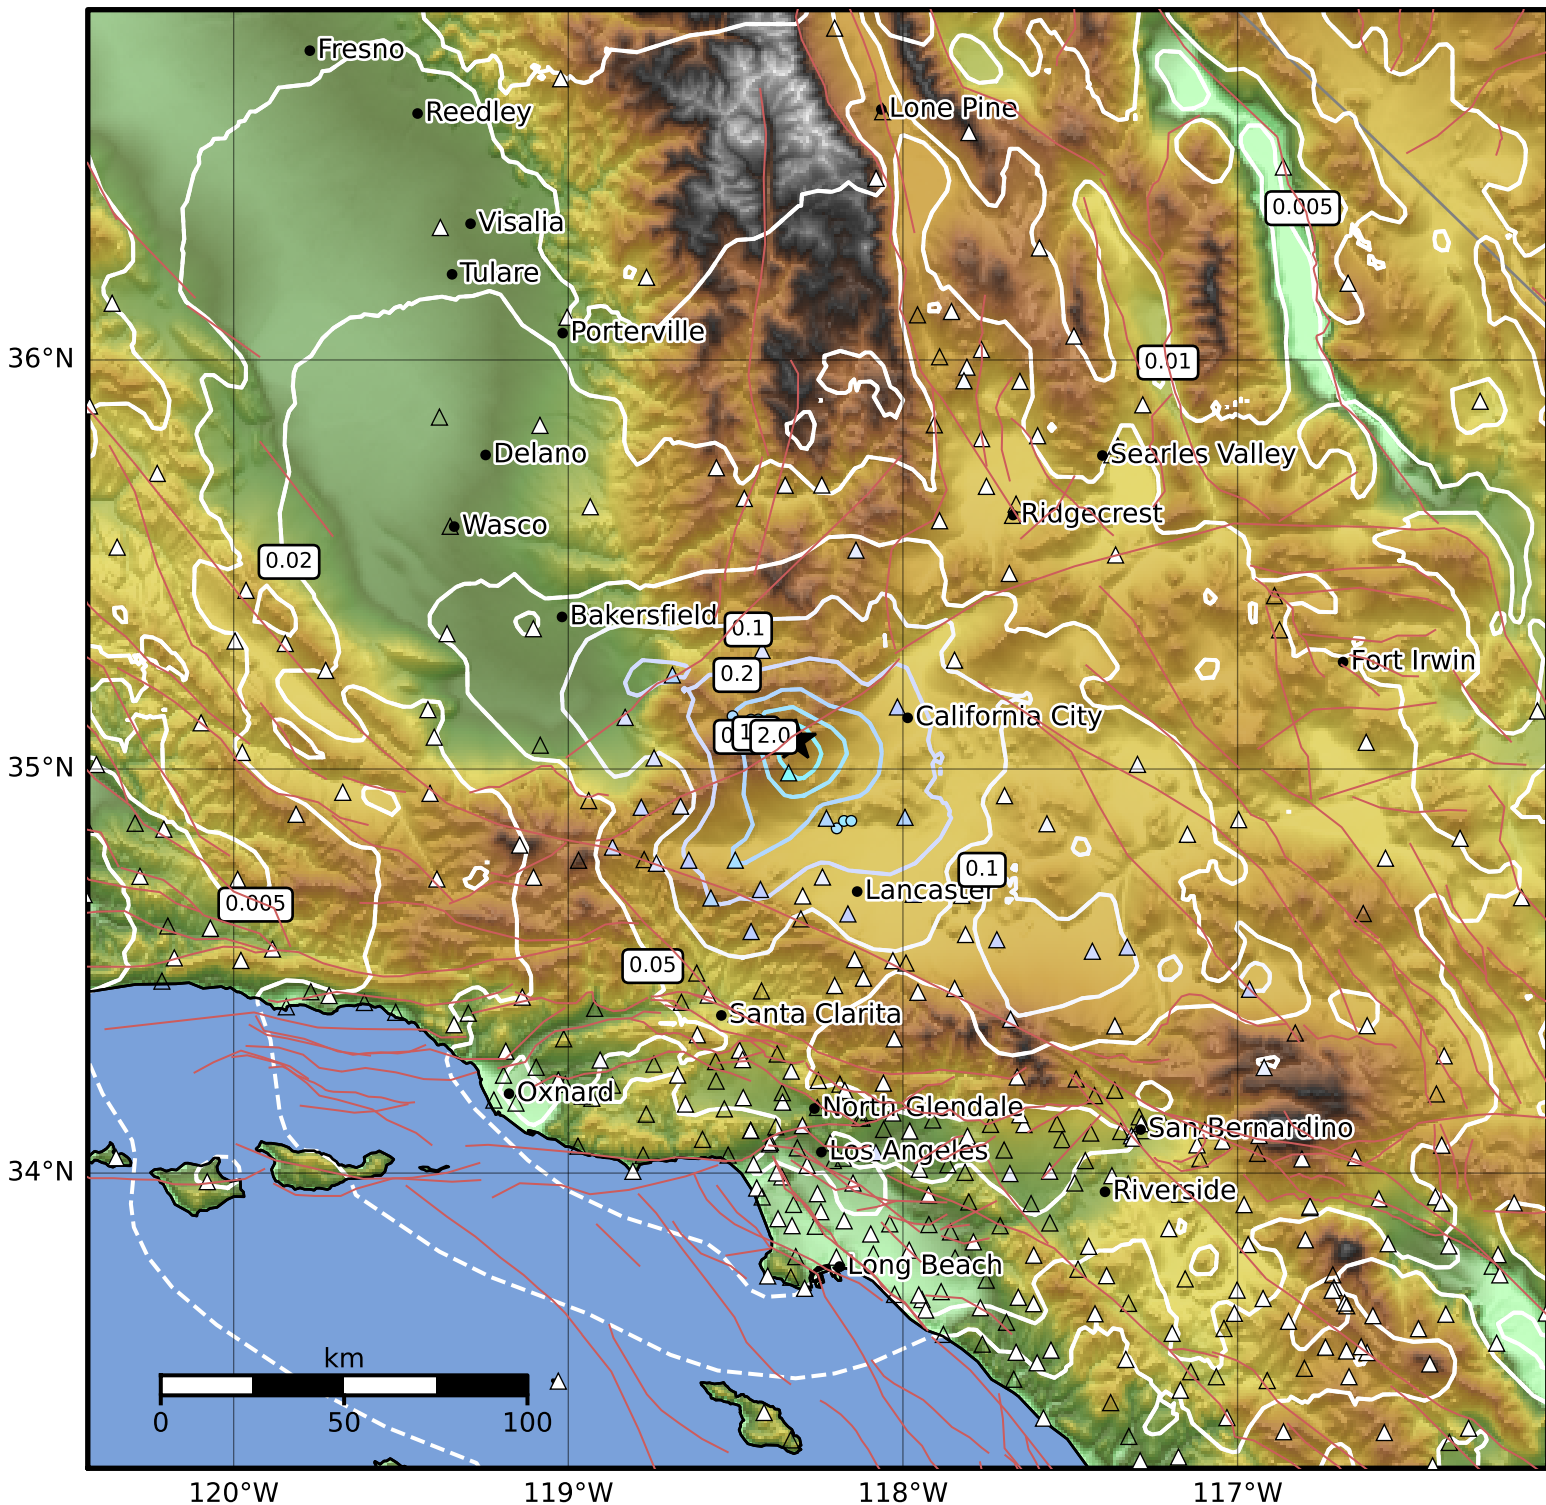 Fresno
Reedley
Lone Pine
0.005
Visalia
Tulare
Porterville
36°N
0.01
Delano
Searles Valley
Wasco
Ridgecrest
0.02
Bakersfield
0.1
Fort Irwin
0.2
California City
2.0
35°N
0.1
Lancaster
0.005
0.05
Santa Clarita
Oxnard
North Glendale
San Bernardino
Los Angeles
34°N
Riverside
Long Beach
km
0 50 100
120°W 119°W 118°W 117°W